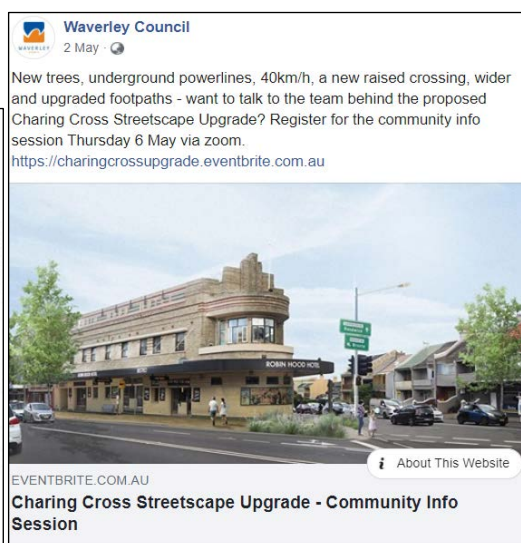 Waverley Council
2 May ·
WAVERLEY
New trees, underground powerlines, 40km/h, a new raised crossing, wider
and upgraded footpaths - want to talk to the team behind the proposed
Charing Cross Streetscape Upgrade? Register for the community info
session Thursday 6 May via zoom.
https://charingcrossupgrade.eventbrite.com.au
ROBIN HOOD HOTEL
i About This Website
EVENTBRITE.COM.AU
Charing Cross Streetscape Upgrade - Community Info
Session